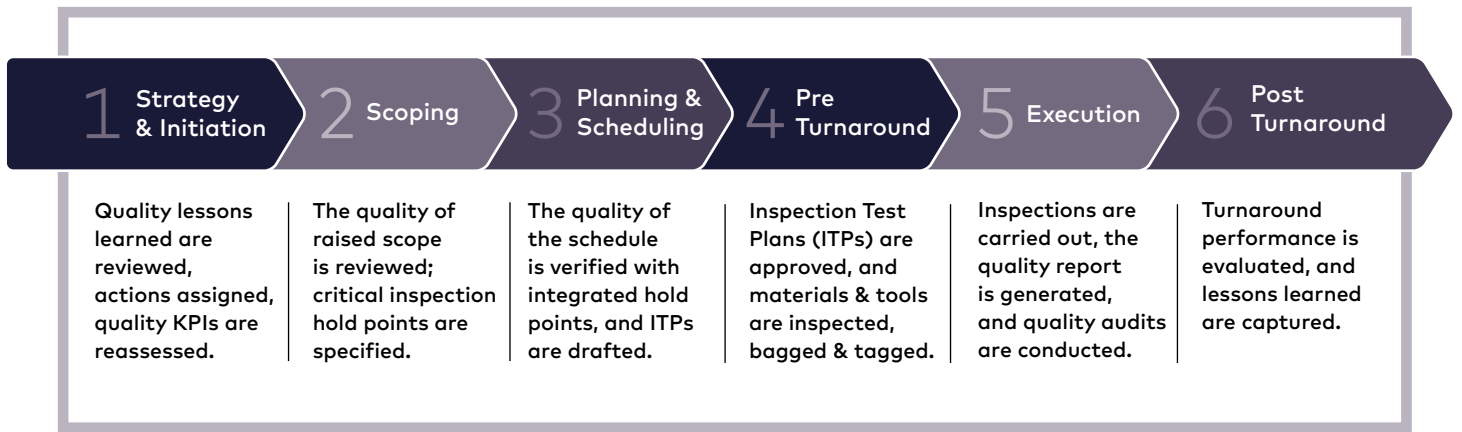 1 Strategy
& Initiation
2 Scoping
3 Planning &
Scheduling
4 Pre
Turnaround
5 Execution
6 Post
Turnaround
Quality lessons
learned are
reviewed,
actions assigned,
quality KPIs are
reassessed.
The quality of
raised scope
is reviewed;
critical inspection
hold points are
specified.
The quality of
the schedule
is verified with
integrated hold
points, and ITPs
are drafted.
Inspection Test
Plans (ITPs) are
approved, and
materials & tools
are inspected,
bagged & tagged.
Inspections are
carried out, the
quality report
is generated,
and quality audits
are conducted.
Turnaround
performance is
evaluated, and
lessons learned
are captured.